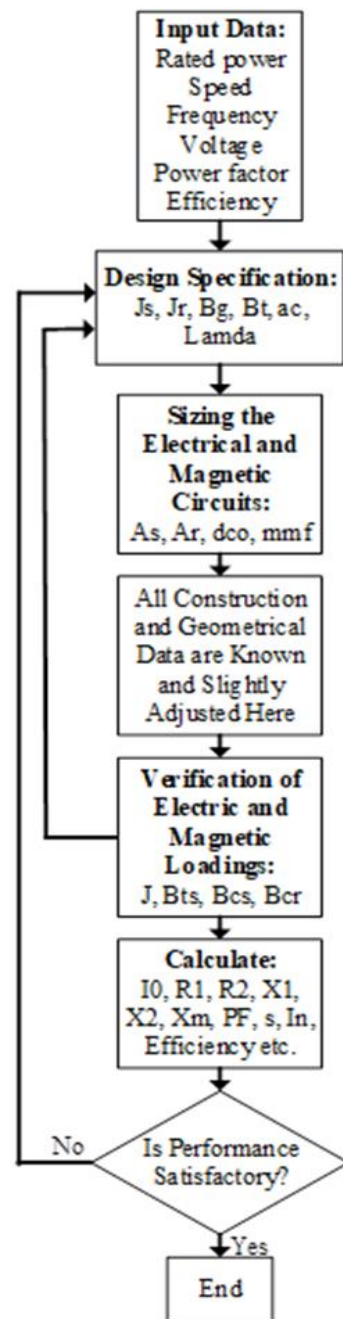 Input Data:
Rated power
Speed
Frequency
Voltage
Power factor
Efficiency
Design Specification:
Js, Jr, Bg, Bt, ac,
Lamda
Sizing the
Electrical and
Magnetic
Circuits:
As, Ar, dco, mmf
All Construction
and Geometrical
Data are Known
and Slightly
Adjusted Here
Verification of
Electric and
Magnetic
Loadings:
J, Bts, Bcs, Bcr
Calculate:
I0, R1, R2, X1,
X2, Xm, PF, s, In,
Efficiency etc.
No
Is Performance
Satisfactory?
Yes
End